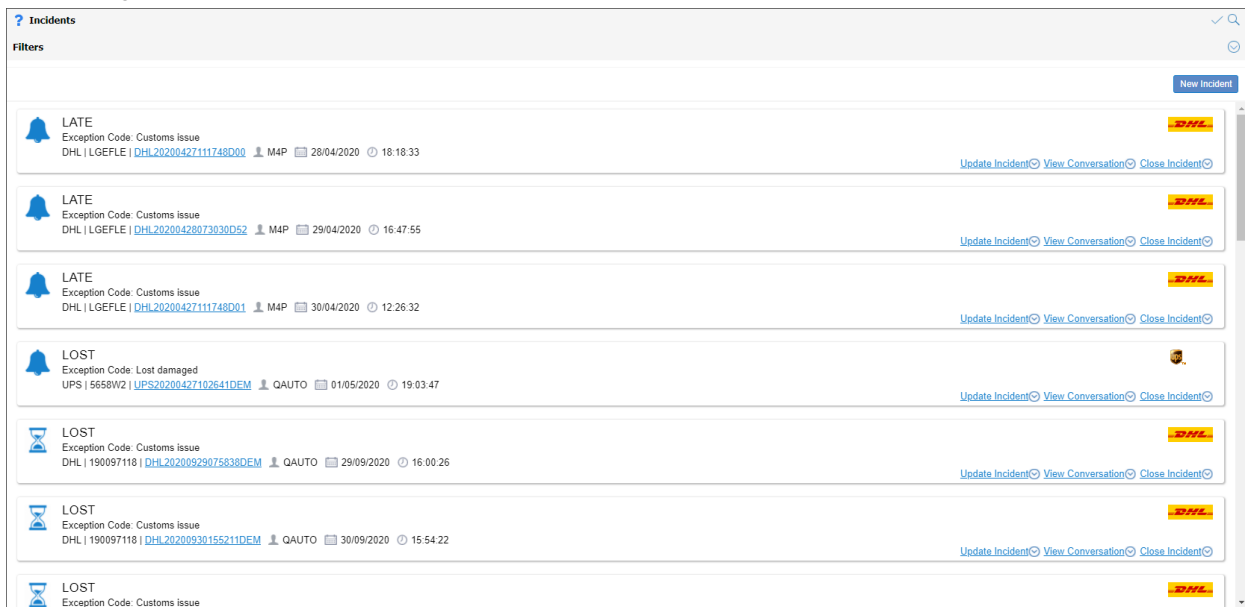 ? Incidents
Filters
New Incident
LATE
Exception Code: Customs issue
DHL | LGEFLE | DHL20200427111748D00 M4P 28/04/2020 18:18:33
DHL
Update Incident View Conversation Close Incident
LATE
Exception Code: Customs issue
DHL | LGEFLE | DHL20200428073030D52 M4P 29/04/2020 16:47:55
DHL
Update Incident View Conversation Close Incident
LATE
Exception Code: Customs issue
DHL | LGEFLE | DHL20200427111748D01 M4P 30/04/2020 12:26:32
DHL
Update Incident View Conversation Close Incident
LOST
Exception Code: Lost damaged
UPS | 5658W2 | UPS20200427102641DEM QAUTO 01/05/2020 19:03:47
ups
Update Incident View Conversation Close Incident
LOST
Exception Code: Customs issue
DHL | 190097118 | DHL20200929075838DEM QAUTO 29/09/2020 16:00:26
DHL
Update Incident View Conversation Close Incident
LOST
Exception Code: Customs issue
DHL | 190097118 | DHL20200930155211DEM QAUTO 30/09/2020 15:54:22
DHL
Update Incident View Conversation Close Incident
LOST
Exception Code: Customs issue
DHL